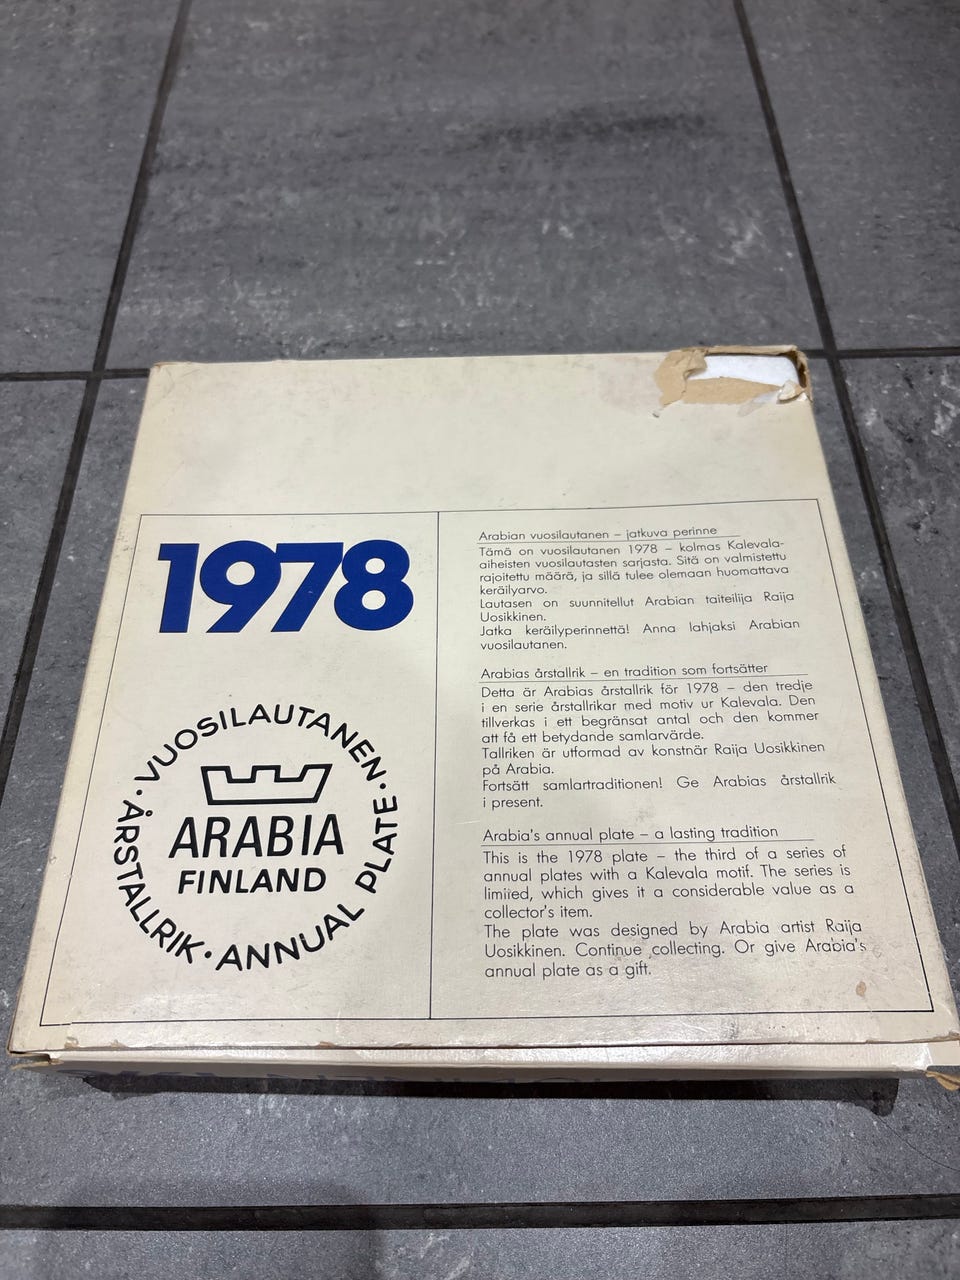 1978
· VUOSILAUTANEN ·
ARABIA
FINLAND
ÅRSTALLRIK · ANNUAL PLATE
Arabian vuosilautanen – jatkuva perinne
Tämä on vuosilautanen 1978 – kolmas Kalevala-
aiheisten vuosilautasten sarjasta. Sitä on valmistettu
rajoitettu määrä, ja sillä tulee olemaan huomattava
keräilyarvo.
Lautasen on suunnitellut Arabian taiteilija Raija
Uosikkinen.
Jatka keräilyperinnettä! Anna lahjaksi Arabian
vuosilautanen.
Arabias årstallrik – en tradition som fortsätter
Detta är Arabias årstallrik för 1978 – den tredje
i en serie årstallrikar med motiv ur Kalevala. Den
tillverkas i ett begränsat antal och den kommer
att få ett betydande samlarvärde.
Tallriken är utformad av konstnär Raija Uosikkinen
på Arabia.
Fortsätt samlartraditionen! Ge Arabias årstallrik
i present.
Arabia's annual plate – a lasting tradition
This is the 1978 plate – the third of a series of
annual plates with a Kalevala motif. The series is
limited, which gives it a considerable value as a
collector's item.
The plate was designed by Arabia artist Raija
Uosikkinen. Continue collecting. Or give Arabia's
annual plate as a gift.